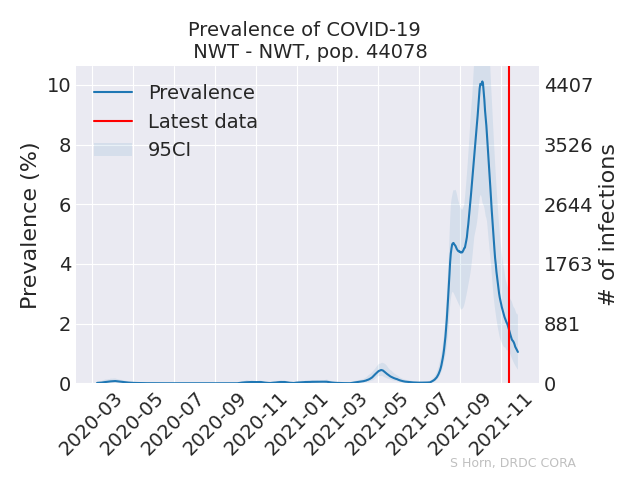 Prevalence of COVID-19
NWT - NWT, pop. 44078
Prevalence
Latest data
95CI
Prevalence (%)
10
8
6
4
2
0
4407
3526
2644
1763
881
0
# of infections
2020-03
2020-05
2020-07
2020-09
2020-11
2021-01
2021-03
2021-05
2021-07
2021-09
2021-11
S Horn, DRDC CORA